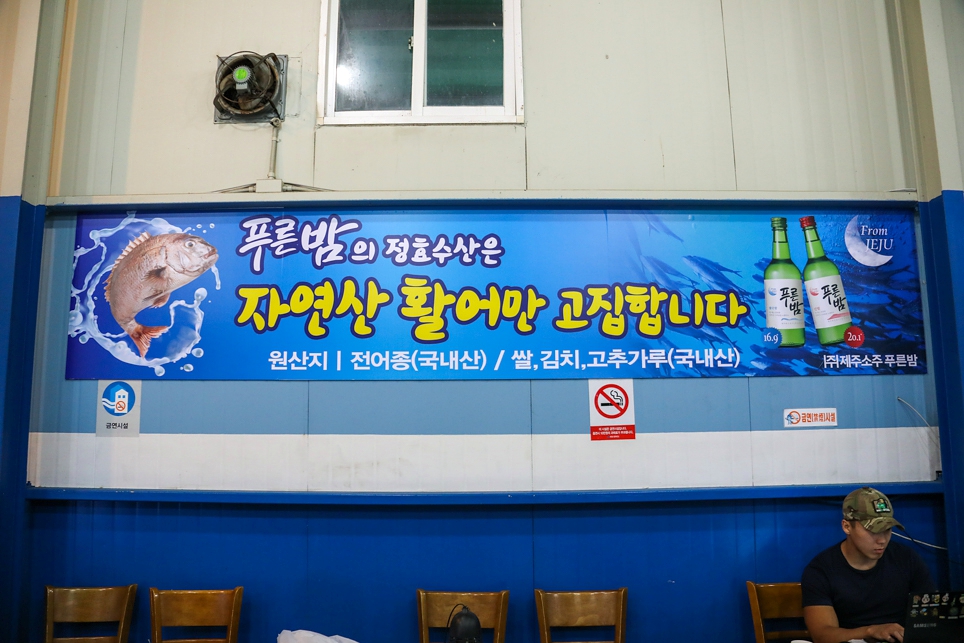 푸른밤의 정효수산은
자연산 활어만 고집합니다
원산지 | 전어종(국내산) / 쌀,김치,고추가루(국내산)
From
JEJU
푸른밤
푸른밤
16.9
20.1
(주)제주소주 푸른밤
금연시설
금연(禁煙)시설
SAMSUNG